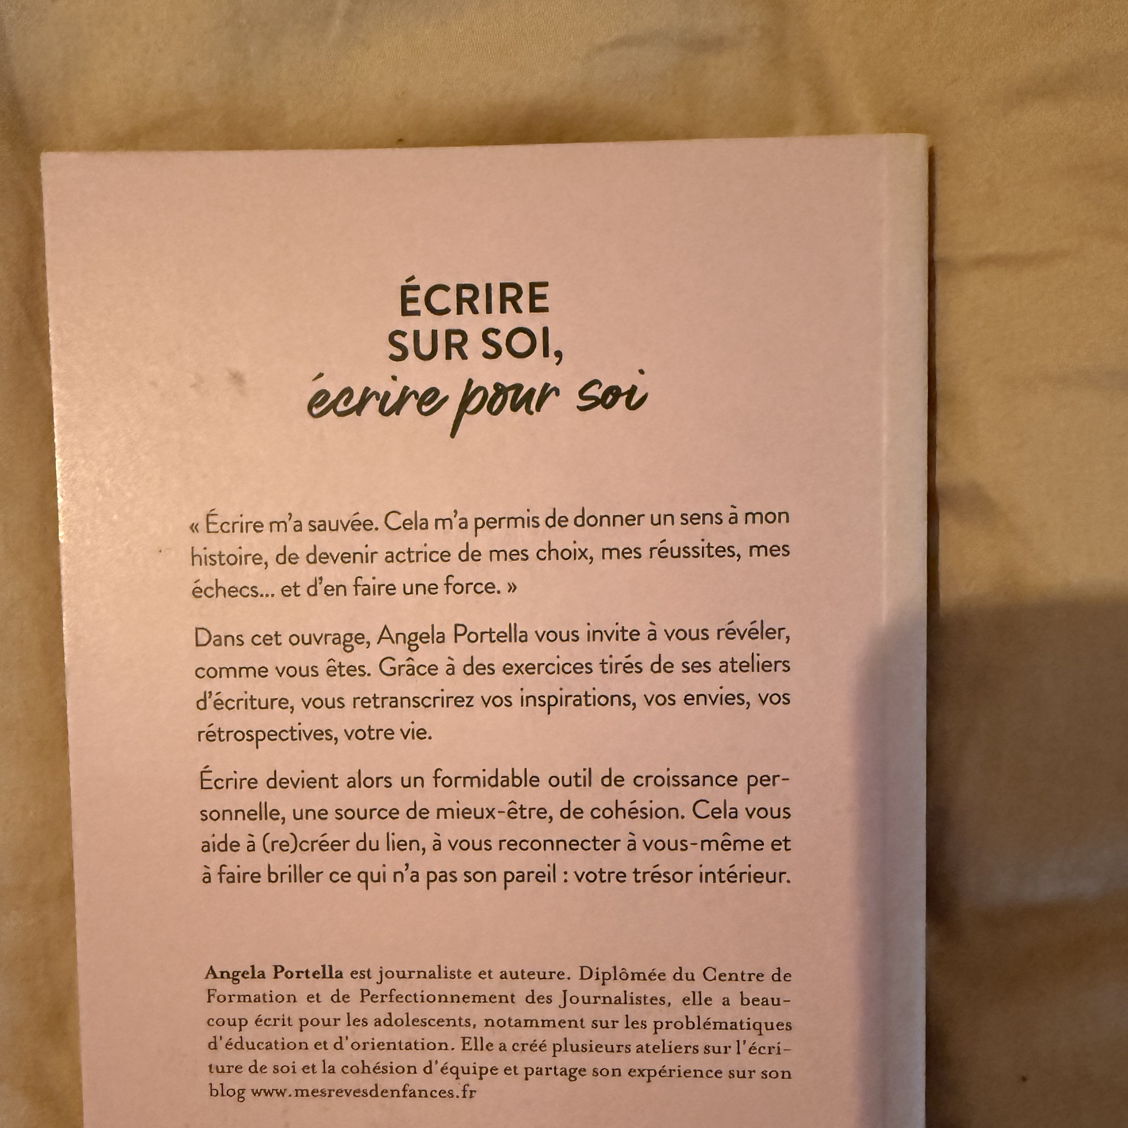 ÉCRIRE
SUR SOI,
écrire pour soi
« Écrire m'a sauvée. Cela m'a permis de donner un sens à mon
histoire, de devenir actrice de mes choix, mes réussites, mes
échecs... et d'en faire une force. »
Dans cet ouvrage, Angela Portella vous invite à vous révéler,
comme vous êtes. Grâce à des exercices tirés de ses ateliers
d'écriture, vous retranscrirez vos inspirations, vos envies, vos
rétrospectives, votre vie.
Écrire devient alors un formidable outil de croissance per-
sonnelle, une source de mieux-être, de cohésion. Cela vous
aide à (re)créer du lien, à vous reconnecter à vous-même et
à faire briller ce qui n'a pas son pareil : votre trésor intérieur.
Angela Portella est journaliste et auteure. Diplômée du Centre de
Formation et de Perfectionnement des Journalistes, elle a beau-
coup écrit pour les adolescents, notamment sur les problématiques
d'éducation et d'orientation. Elle a créé plusieurs ateliers sur l'écri-
ture de soi et la cohésion d'équipe et partage son expérience sur son
blog www.mesrevesdenfances.fr